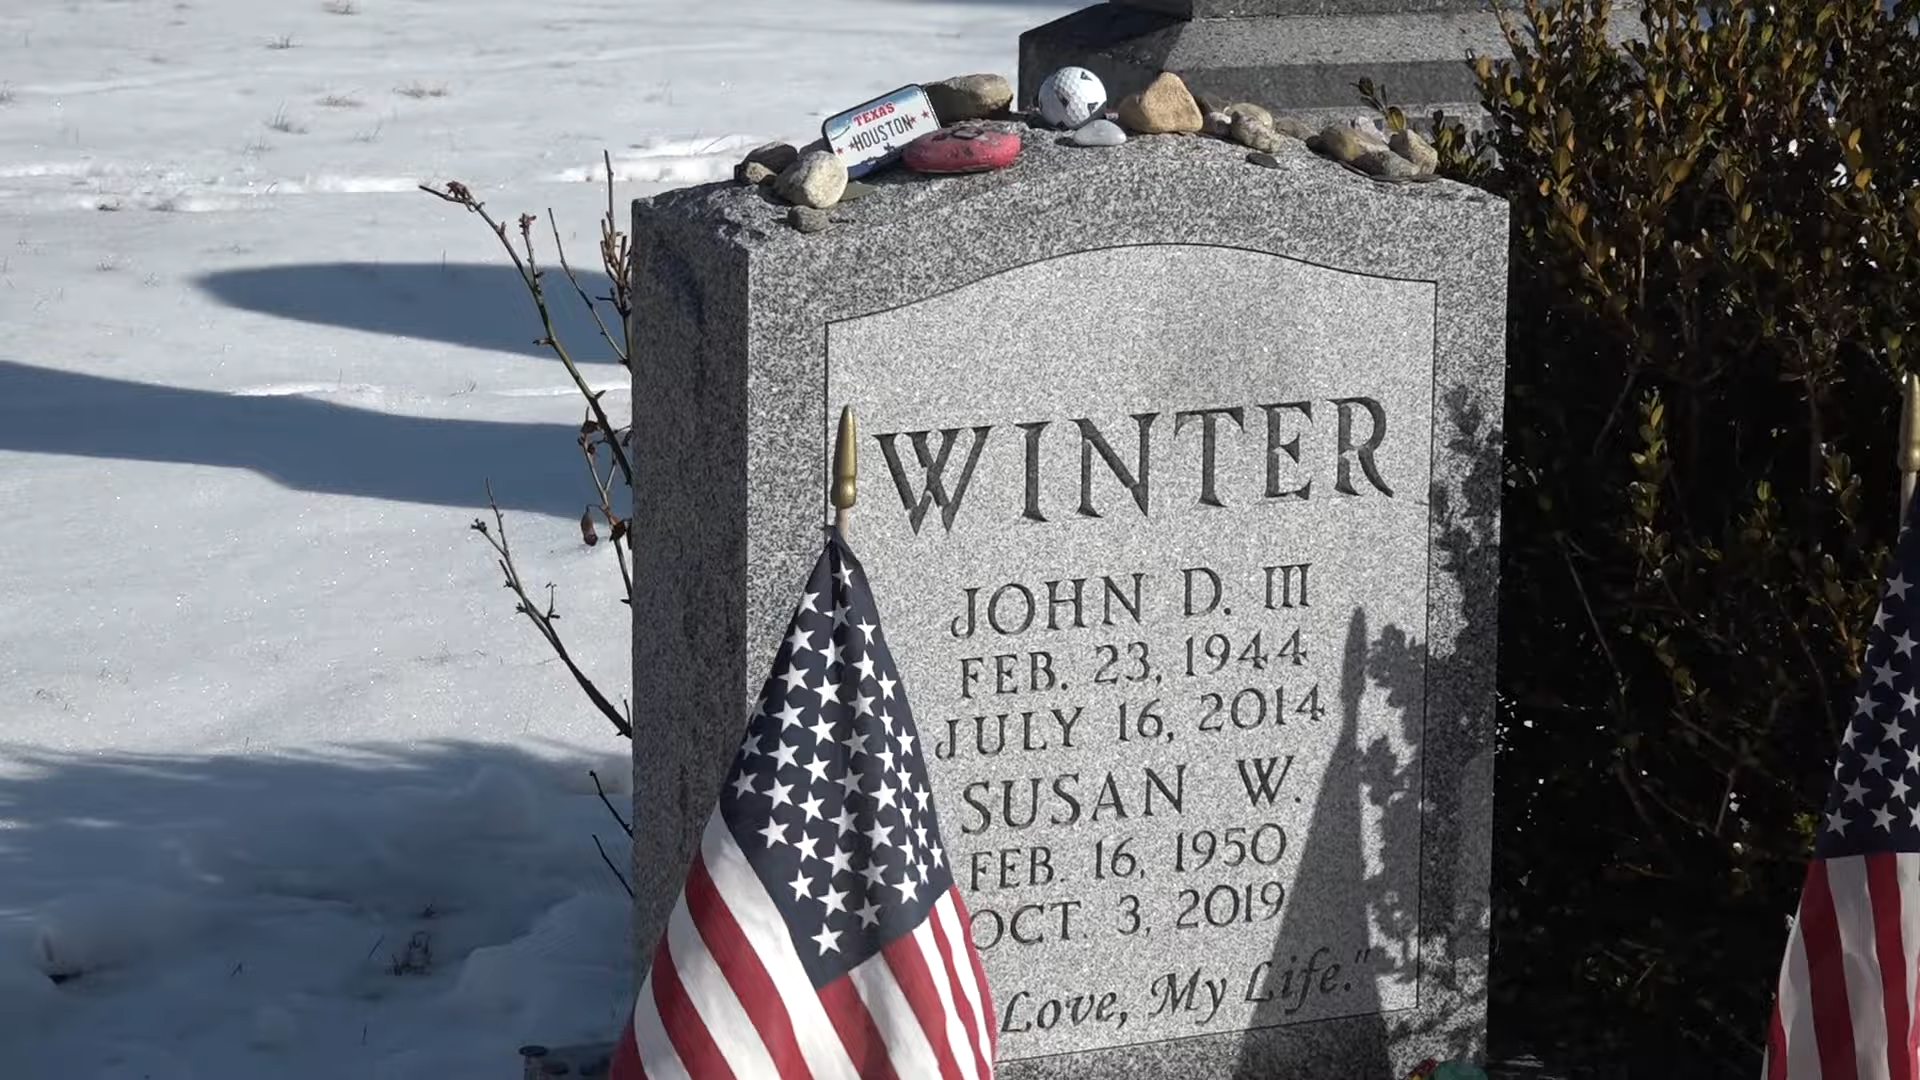 TEXAS
HOUSTON
WINTER
JOHN D. III
FEB. 23, 1944
JULY 16, 2014
SUSAN W.
FEB. 16, 1950
OCT. 3, 2019
Love, My Life."